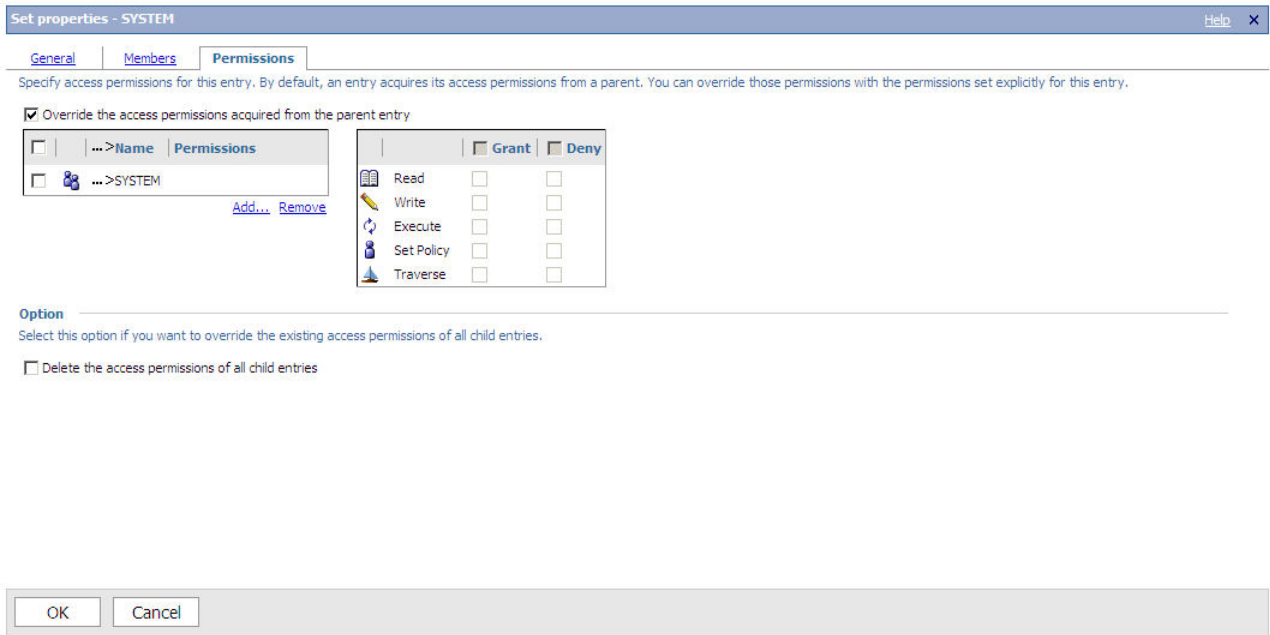 Set properties - SYSTEM Help X
General Members Permissions
Specify access permissions for this entry. By default, an entry acquires its access permissions from a parent. You can override those permissions with the permissions set explicitly for this entry.
Override the access permissions acquired from the parent entry
...>Name Permissions Grant Deny
...>SYSTEM Read
Add... Remove Write
Execute
Set Policy
Traverse
Option
Select this option if you want to override the existing access permissions of all child entries.
Delete the access permissions of all child entries
OK Cancel